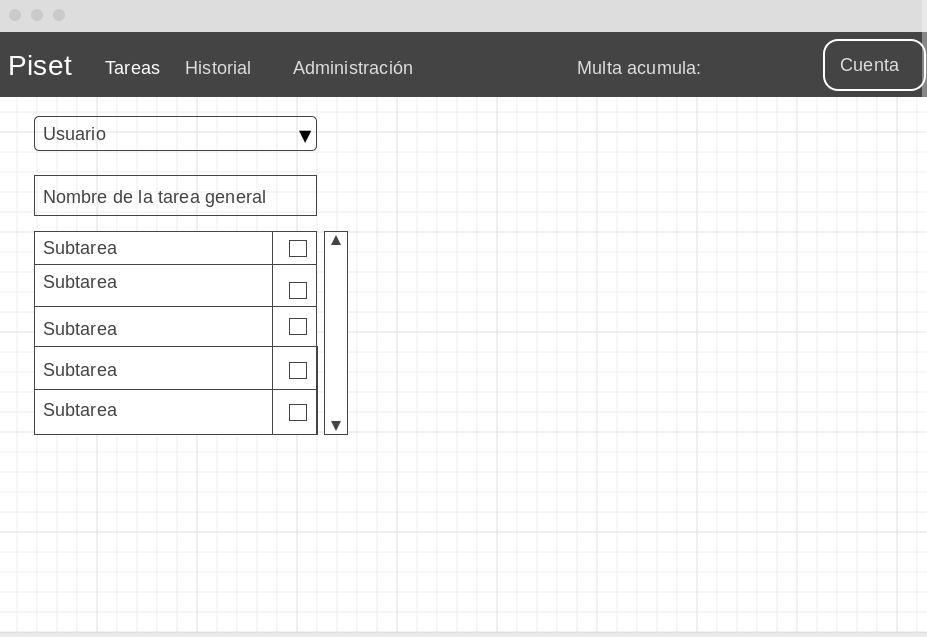 Piset Tareas Historial Administración Multa acumula: Cuenta
Usuario
Nombre de la tarea general
Subtarea
Subtarea
Subtarea
Subtarea
Subtarea